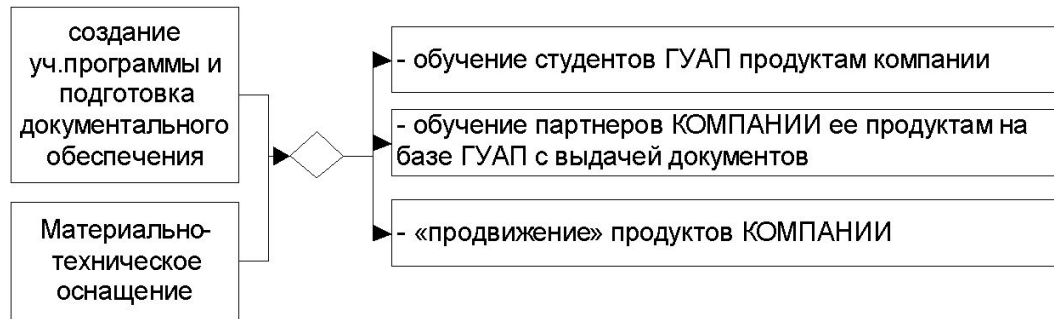 создание
уч.программы и
подготовка
документального
обеспечения
Материально-
техническое
оснащение
- обучение студентов ГУАП продуктам компании
- обучение партнеров КОМПАНИИ ее продуктам на
базе ГУАП с выдачей документов
- «продвижение» продуктов КОМПАНИИ